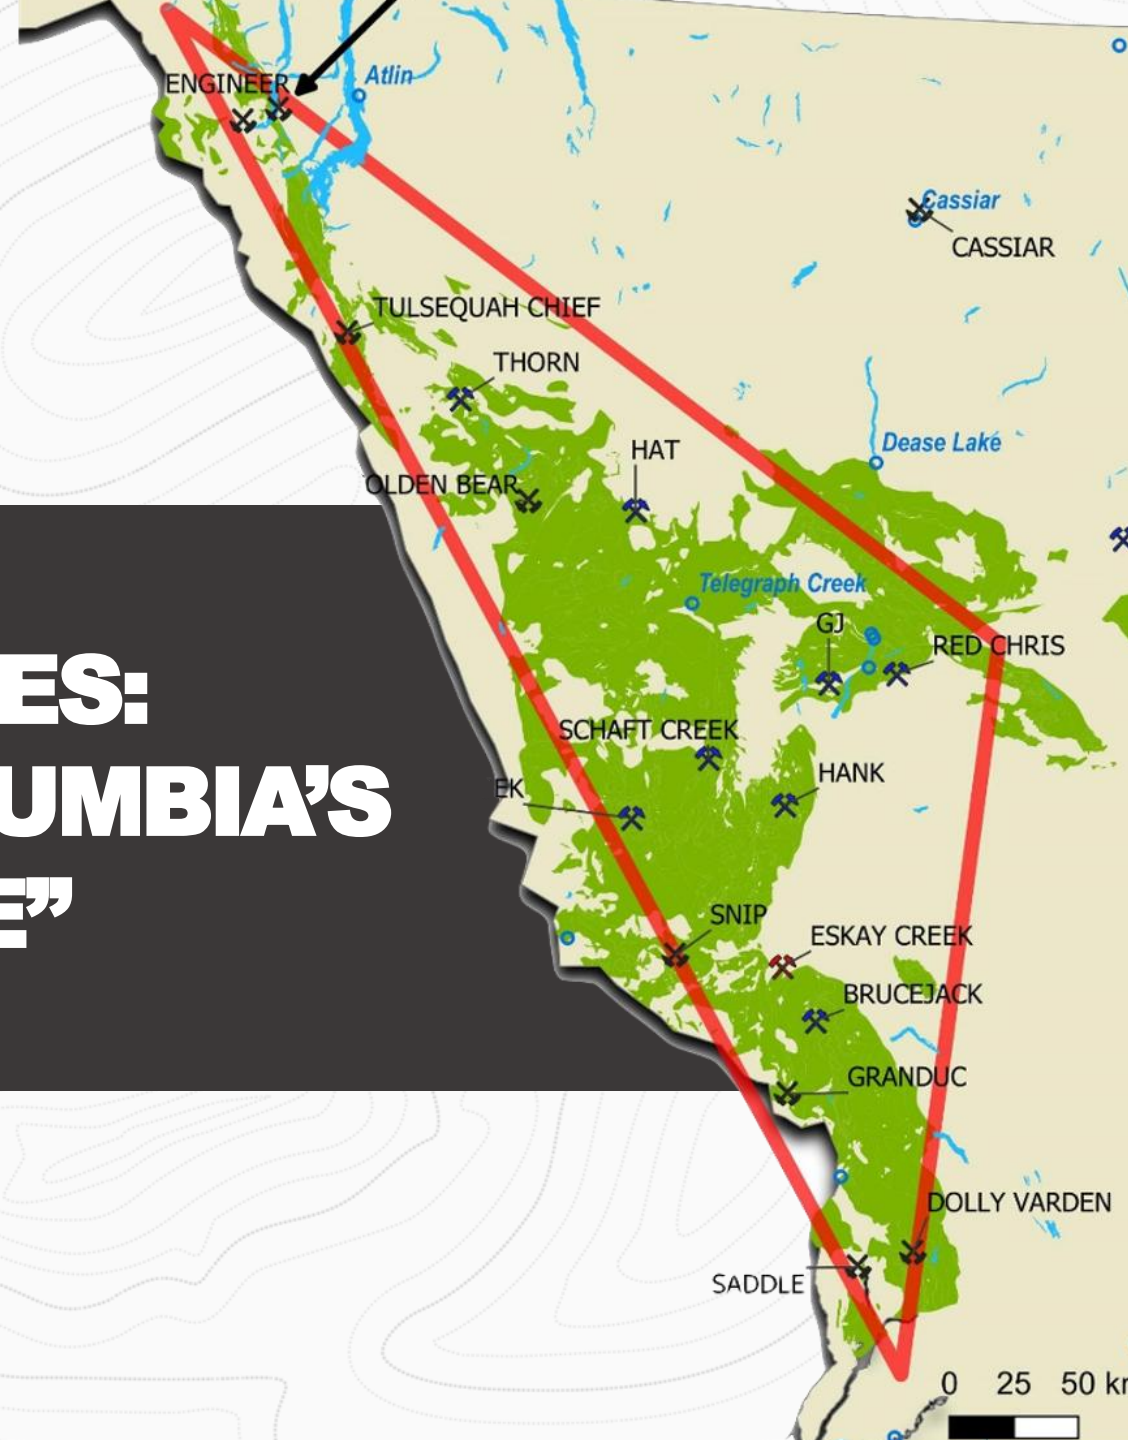 ENGINEER
Atlin
Cassiar
CASSIAR
TULSEQUAH CHIEF
THORN
HAT
Dease Lake
OLDEN BEAR
Telegraph Creek
GJ
RED CHRIS
ES:
SCHAFT CREEK
HANK
EK
UMBIA’S
E”
SNIP
ESKAY CREEK
BRUCEJACK
GRANDUC
DOLLY VARDEN
SADDLE
0 25 50 km